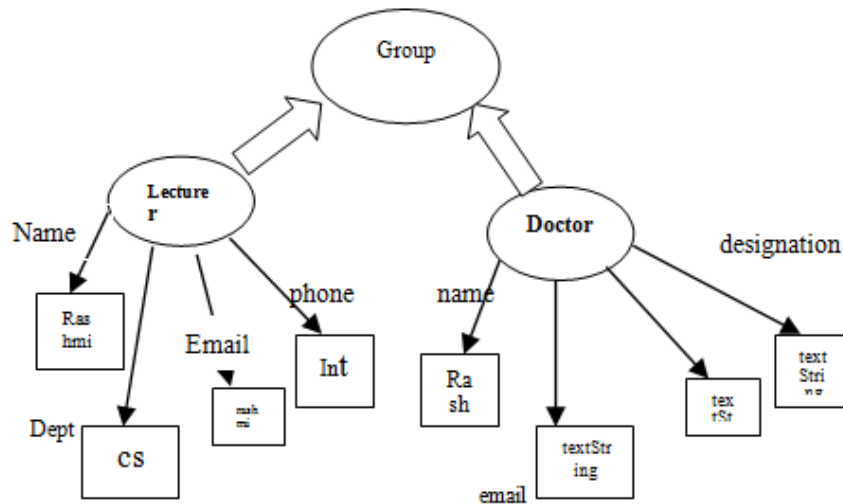 Group
Lecture
r
Doctor
Name
designation
phone
name
Ras
hmi
Email
Int
Ra
sh
tex
tSt
text
Stri
ng
Dept
cs
textStr
ing
email